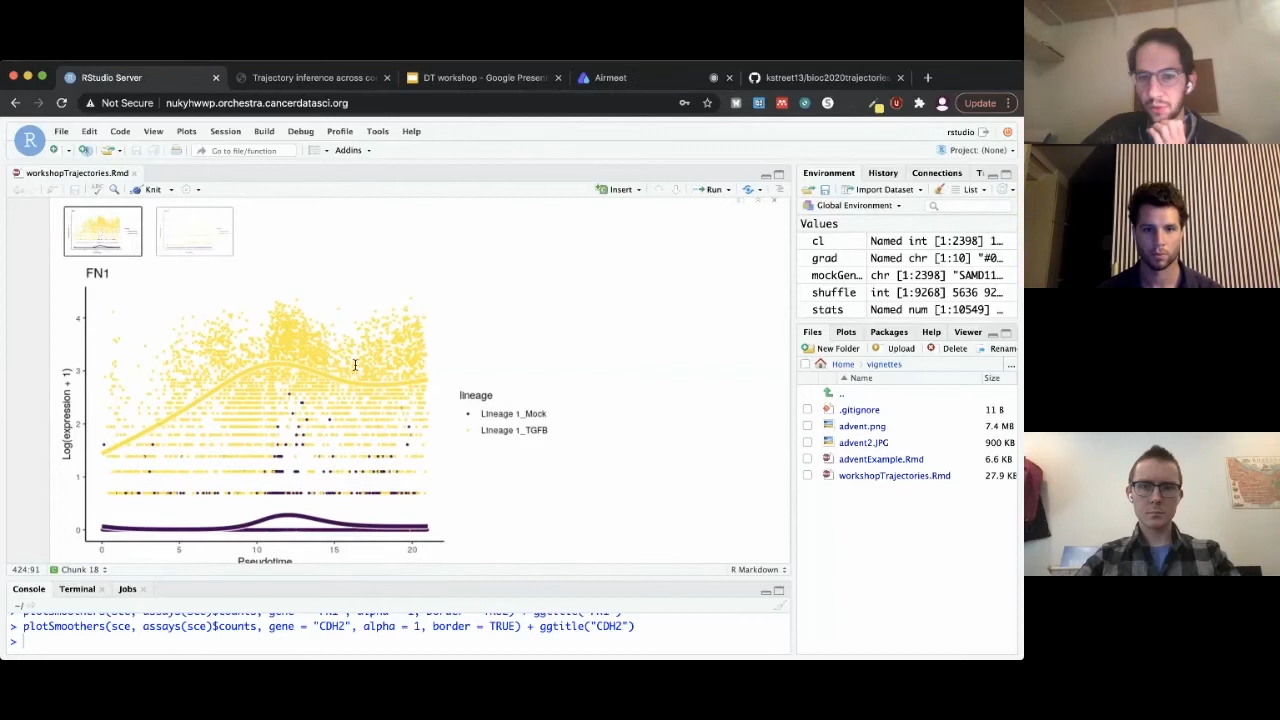 RStudio Server
Trajectory inference across co
DT workshop - Google Presen
Airmeet
kstreet13/bioc2020trajectories
Not Secure
nukyhwwp.orchestra.cancerdatasci.org
Update
File Edit Code View Plots Session Build Debug Profile Tools Help
rstudio
Go to file/function
Addins
Project: (None)
workshopTrajectories.Rmd
Knit
Insert
Run
FN1
Log(expression + 1)
4
3
2
1
0
0 5 10 15 20
Pseudotime
lineage
Lineage 1_Mock
Lineage 1_TGFB
424:91
Chunk 18
R Markdown
Console Terminal Jobs
~/
> plotSmoothers(sce, assays(sce)$counts, gene = "CDH2", alpha = 1, border = TRUE) + ggtitle("CDH2")
>
Environment History Connections
Import Dataset
List
Global Environment
Values
cl Named int [1:2398] 1…
grad Named chr [1:10] "#0…
mockGen… chr [1:2398] "SAMD11…
shuffle int [1:9268] 5636 92…
stats Named num [1:10549] …
Files Plots Packages Help Viewer
New Folder Upload Delete Renam
Home vignettes
Name Size
..
.gitignore 11 B
advent.png 7.4 MB
advent2.JPG 900 KB
adventExample.Rmd 6.6 KB
workshopTrajectories.Rmd 27.9 KB